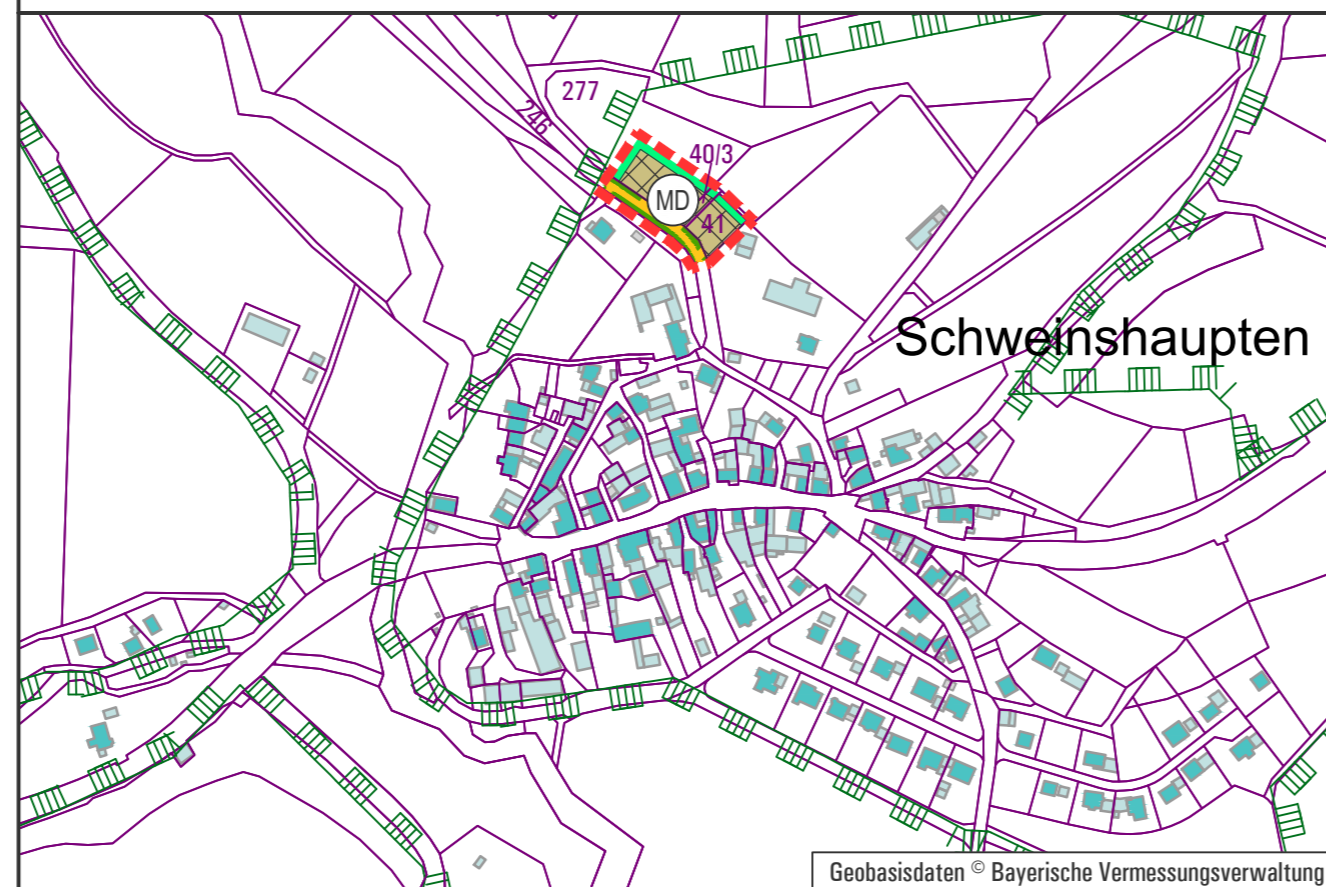 277
246
40/3
MD
41
Schweinshaupten
Geobasisdaten © Bayerische Vermessungsverwaltung